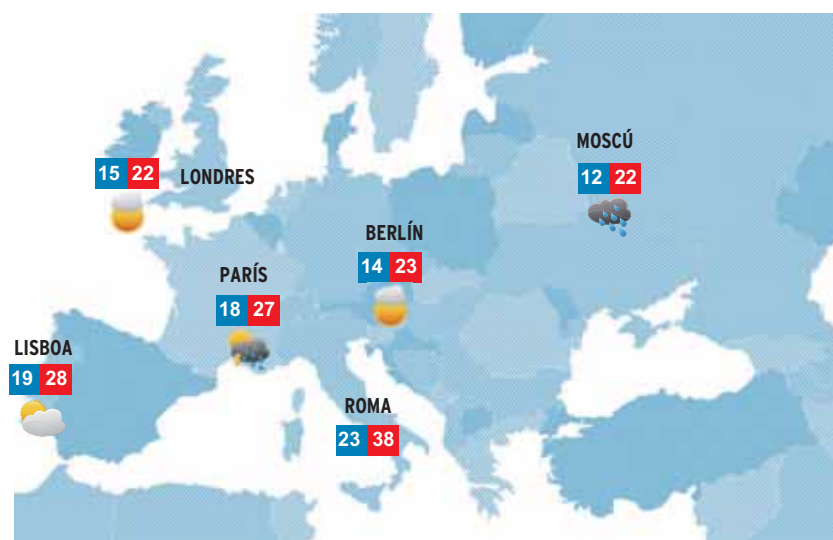 MOSCÚ
12 22
LONDRES
15 22
BERLÍN
14 23
PARÍS
18 27
LISBOA
19 28
ROMA
23 38